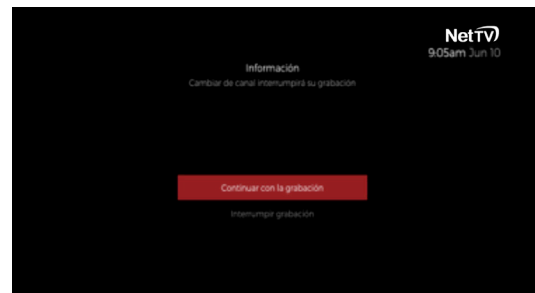 NetTV
9:05am Jun 10
Información
Cambiar de canal interrumpirá su grabación
Continuar con la grabación
Interrumpir grabación